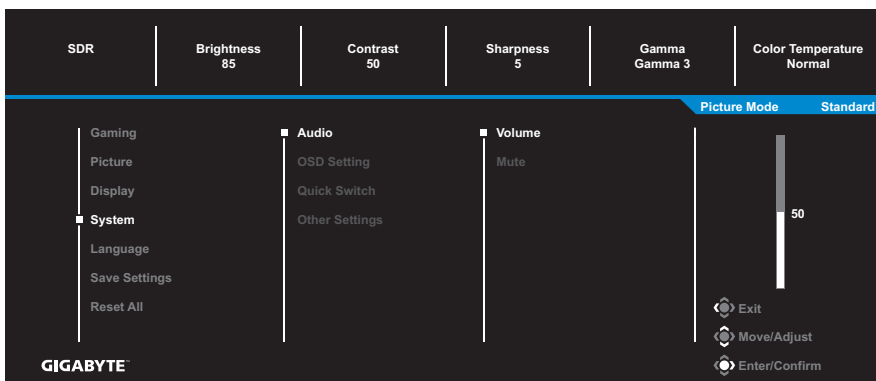 SDR
Brightness
85
Contrast
50
Sharpness
5
Gamma
Gamma 3
Color Temperature
Normal
Picture Mode Standard
Gaming
Picture
Display
System
Language
Save Settings
Reset All
Audio
OSD Setting
Quick Switch
Other Settings
Volume
Mute
50
Exit
Move/Adjust
Enter/Confirm
GIGABYTE™